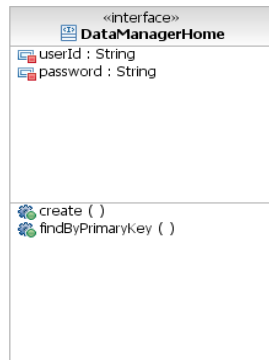 «interface»
DataManagerHome
userId : String
password : String
create ( )
findByPrimaryKey ( )